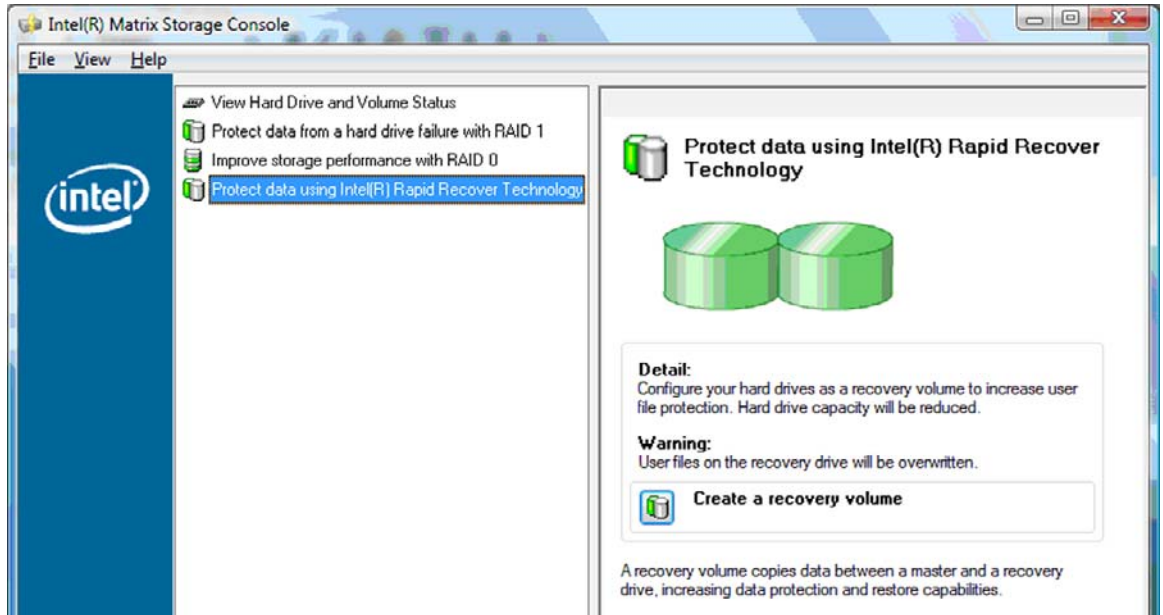 Intel(R) Matrix Storage Console
File View Help
intel
View Hard Drive and Volume Status
Protect data from a hard drive failure with RAID 1
Improve storage performance with RAID 0
Protect data using Intel(R) Rapid Recover Technology
Protect data using Intel(R) Rapid Recover
Technology
Detail:
Configure your hard drives as a recovery volume to increase user
file protection. Hard drive capacity will be reduced.
Warning:
User files on the recovery drive will be overwritten.
Create a recovery volume
A recovery volume copies data between a master and a recovery
drive, increasing data protection and restore capabilities.